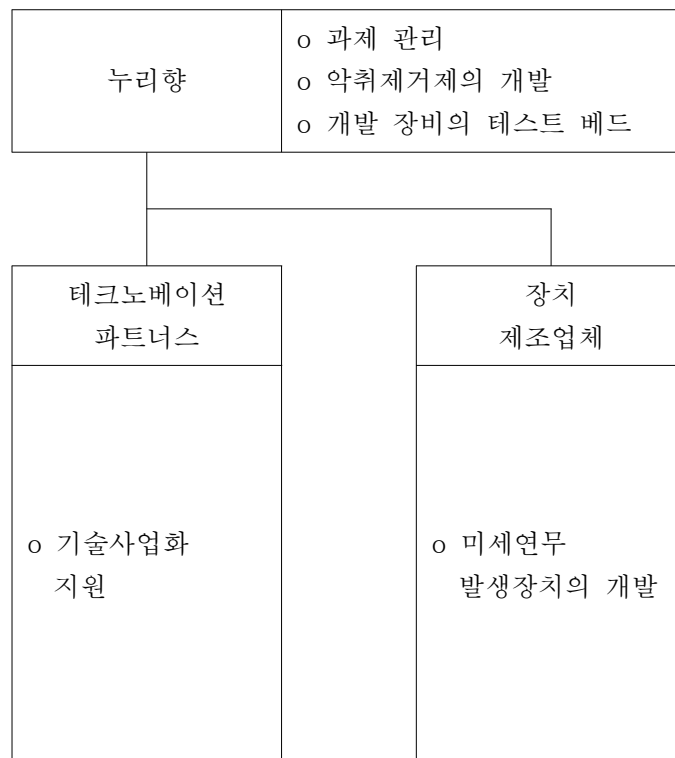 누리향
o 과제 관리
o 악취제거제의 개발
o 개발 장비의 테스트 베드
테크노베이션
파트너스
장치
제조업체
o 기술사업화
지원
o 미세연무
발생장치의 개발